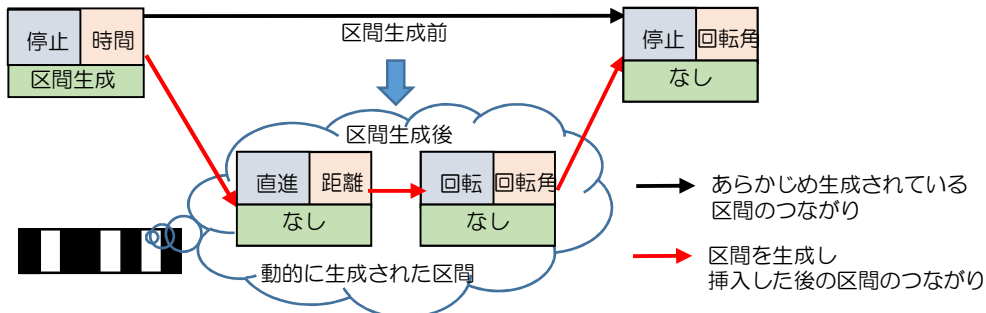 停止 時間
区間生成
区間生成前
停止 回転角
なし
区間生成後
直進 距離
なし
回転 回転角
なし
動的に生成された区間
あらかじめ生成されている
区間のつながり
区間を生成し
挿入した後の区間のつながり